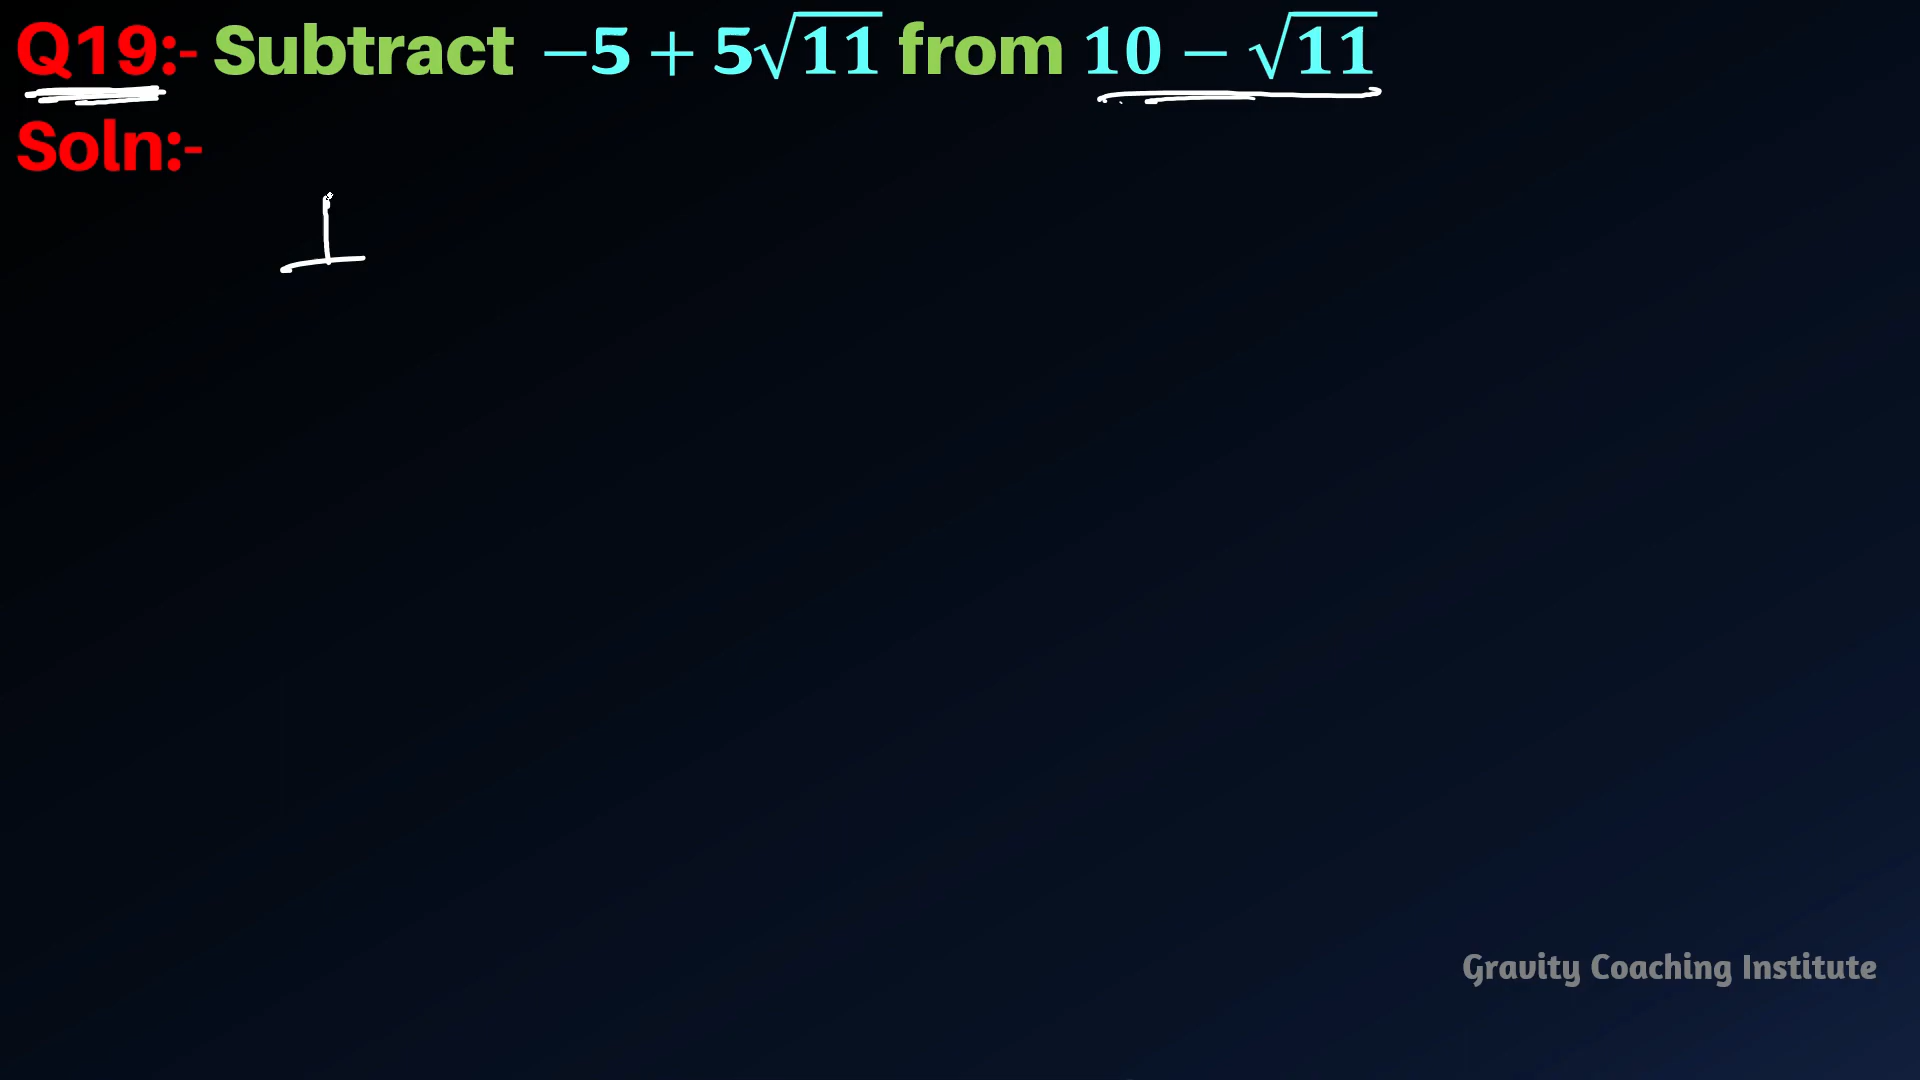 Q19:- Subtract −5 + 5√11 from 10 − √11
Soln:-
Gravity Coaching Institute